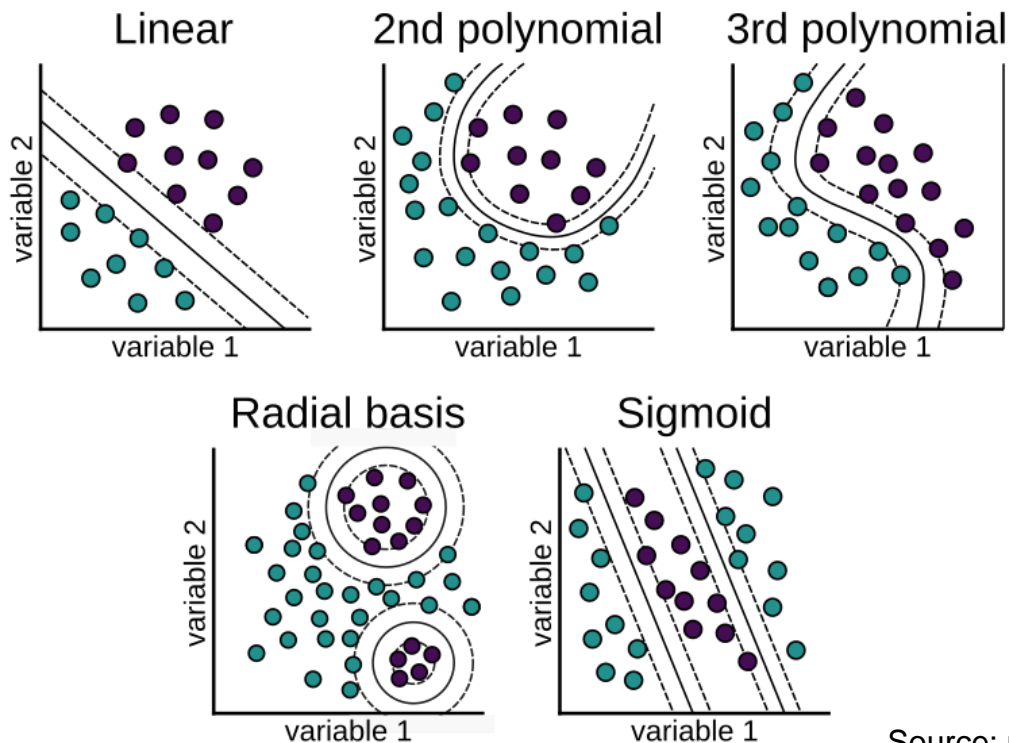 Linear
2nd polynomial
3rd polynomial
variable 2
variable 1
variable 2
variable 1
variable 2
variable 1
Radial basis
Sigmoid
variable 2
variable 1
variable 2
variable 1
Source: